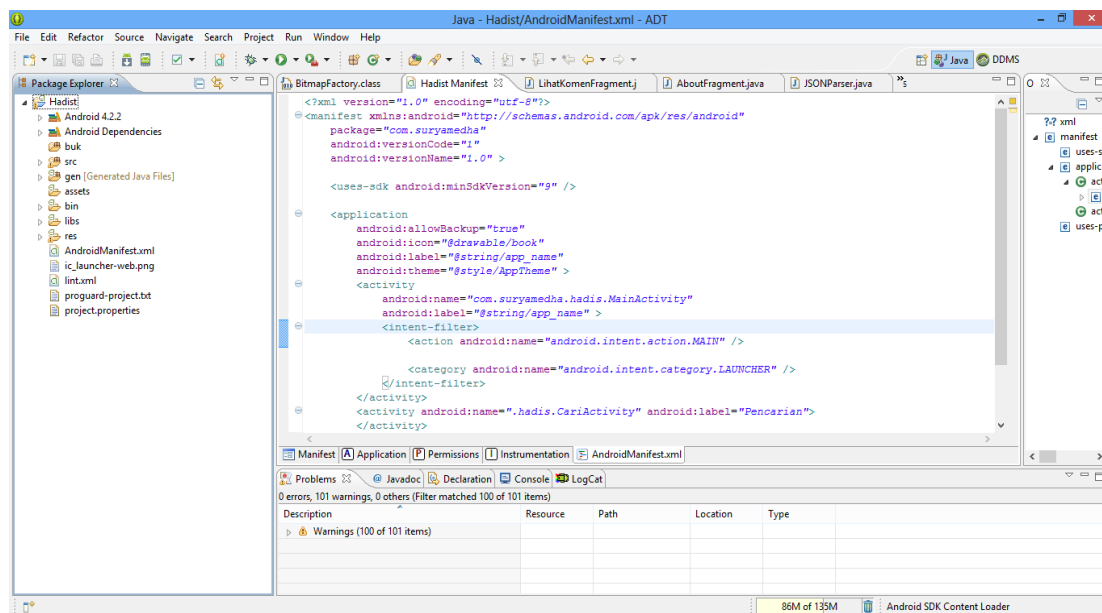 Java - Hadist/AndroidManifest.xml - ADT
File Edit Refactor Source Navigate Search Project Run Window Help
Java DDMS
Package Explorer
Hadist
Android 4.2.2
Android Dependencies
buk
src
gen [Generated Java Files]
assets
bin
libs
res
AndroidManifest.xml
ic_launcher-web.png
lint.xml
proguard-project.txt
project.properties
BitmapFactory.class Hadist Manifest LihatKomenFragment.j AboutFragment.java JSONParser.java »5
<?xml version="1.0" encoding="utf-8"?>
<manifest xmlns:android="http://schemas.android.com/apk/res/android"
package="com.suryamedha"
android:versionCode="1"
android:versionName="1.0" >
<uses-sdk android:minSdkVersion="9" />
<application
android:allowBackup="true"
android:icon="@drawable/book"
android:label="@string/app_name"
android:theme="@style/AppTheme" >
<activity
android:name="com.suryamedha.hadis.MainActivity"
android:label="@string/app_name" >
<intent-filter>
<action android:name="android.intent.action.MAIN" />
<category android:name="android.intent.category.LAUNCHER" />
</intent-filter>
</activity>
<activity android:name=".hadis.CariActivity" android:label="Pencarian">
</activity>
Manifest A Application P Permissions I Instrumentation AndroidManifest.xml
O
?=? xml
e manifest
e uses-s
e applic
act
e
act
e uses-p
Problems @ Javadoc Declaration Console LogCat
0 errors, 101 warnings, 0 others (Filter matched 100 of 101 items)
Description Resource Path Location Type
Warnings (100 of 101 items)
86M of 135M Android SDK Content Loader